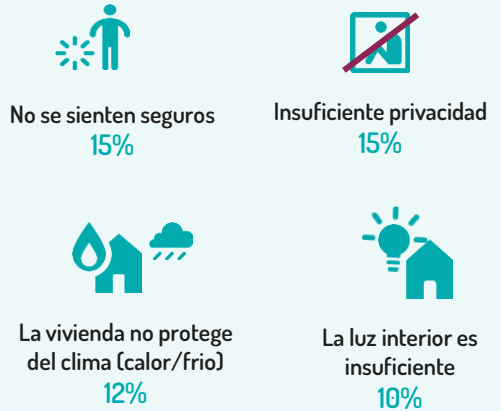 No se sienten seguros
15%
Insuficiente privacidad
15%
La vivienda no protege
del clima (calor/frio)
12%
La luz interior es
insuficiente
10%